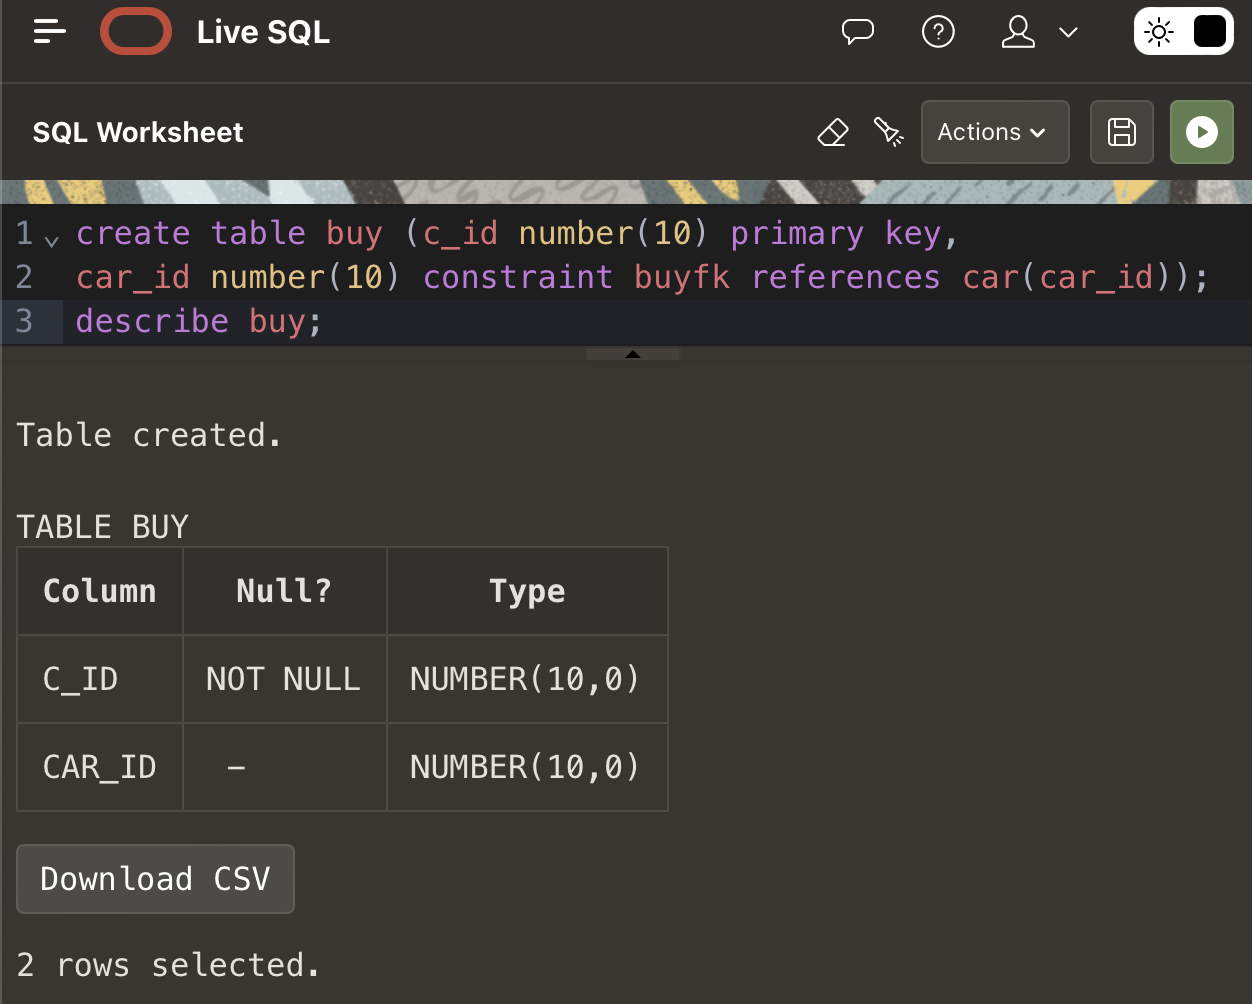 Live SQL
SQL Worksheet
Actions
1 create table buy (c_id number(10) primary key,
2 car_id number(10) constraint buyfk references car(car_id));
3 describe buy;
Table created.
TABLE BUY
Column Null? Type
C_ID NOT NULL NUMBER(10,0)
CAR_ID – NUMBER(10,0)
Download CSV
2 rows selected.